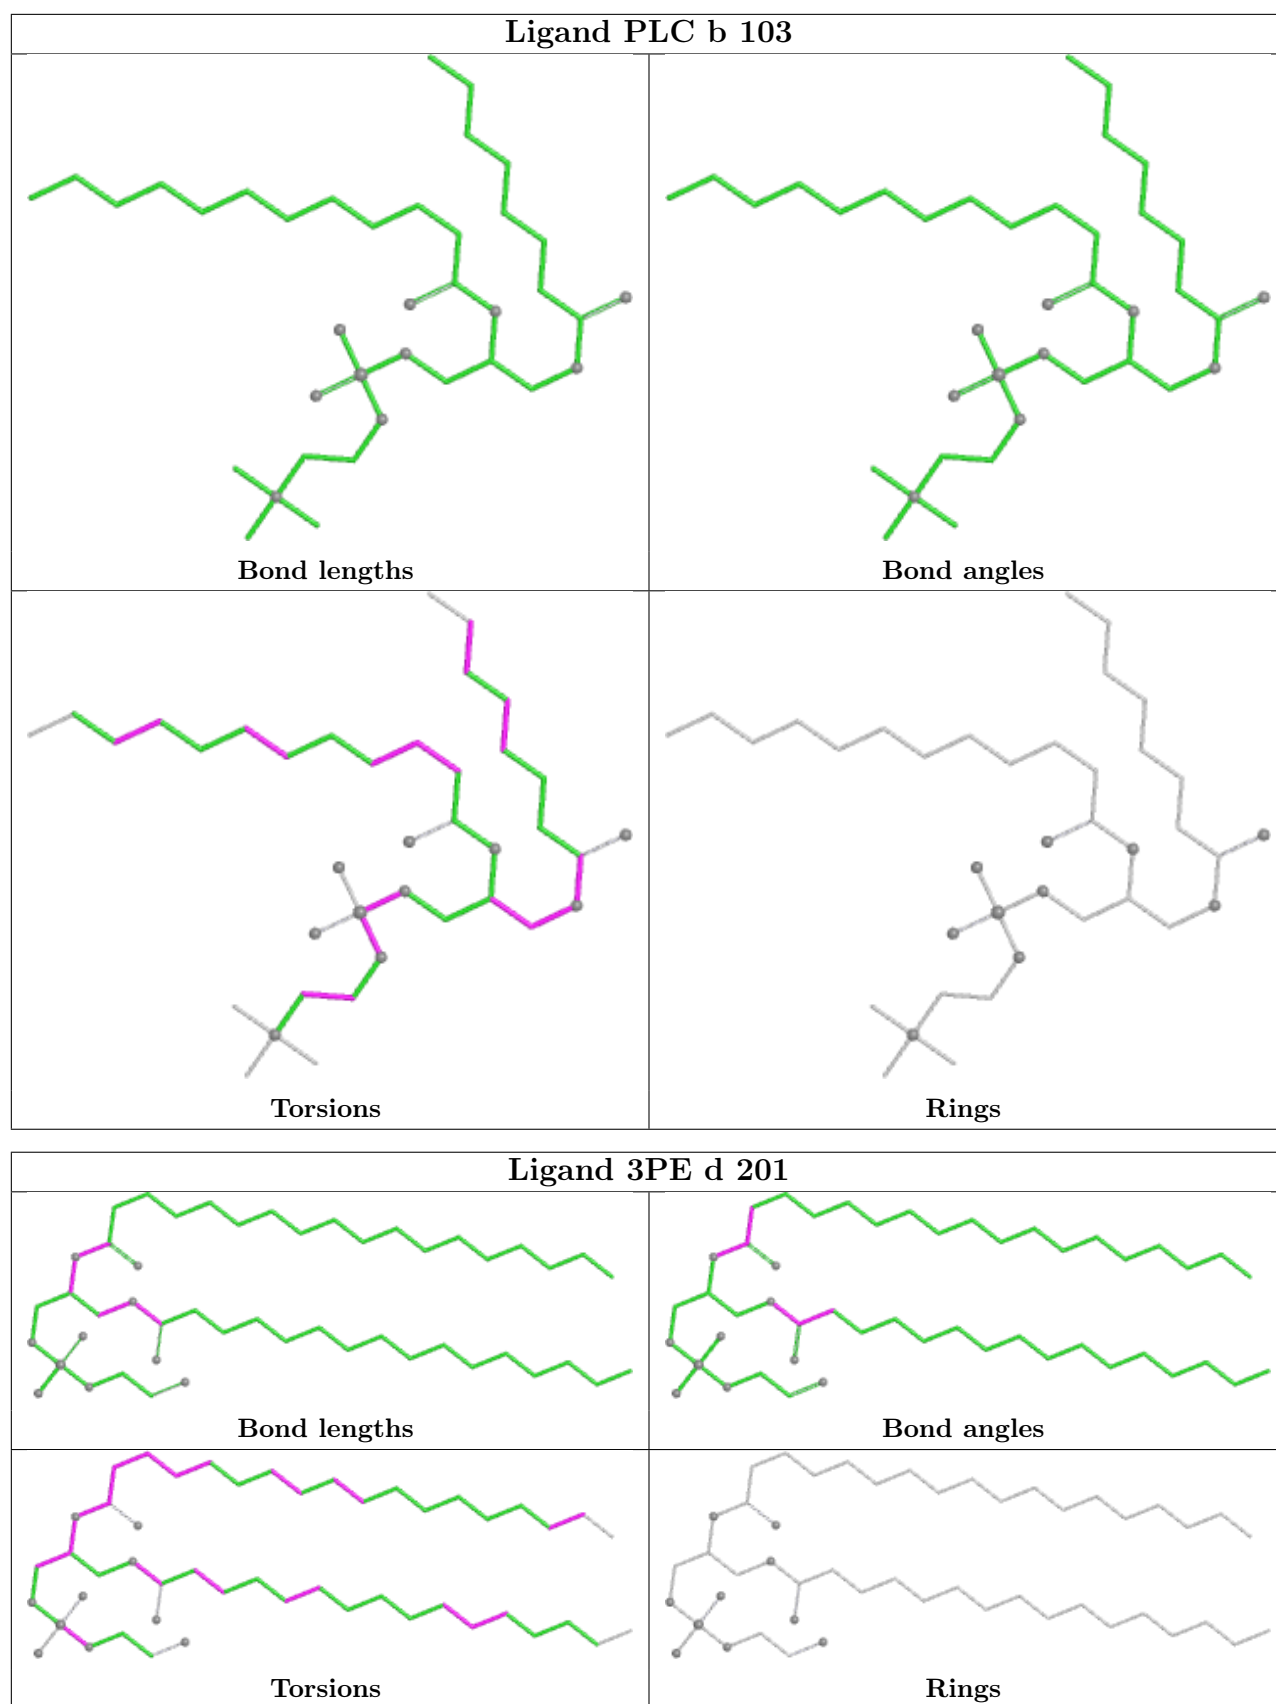 Ligand PLC b 103
Bond lengths
Bond angles
Torsions
Rings
Ligand 3PE d 201
Bond lengths
Bond angles
Torsions
Rings